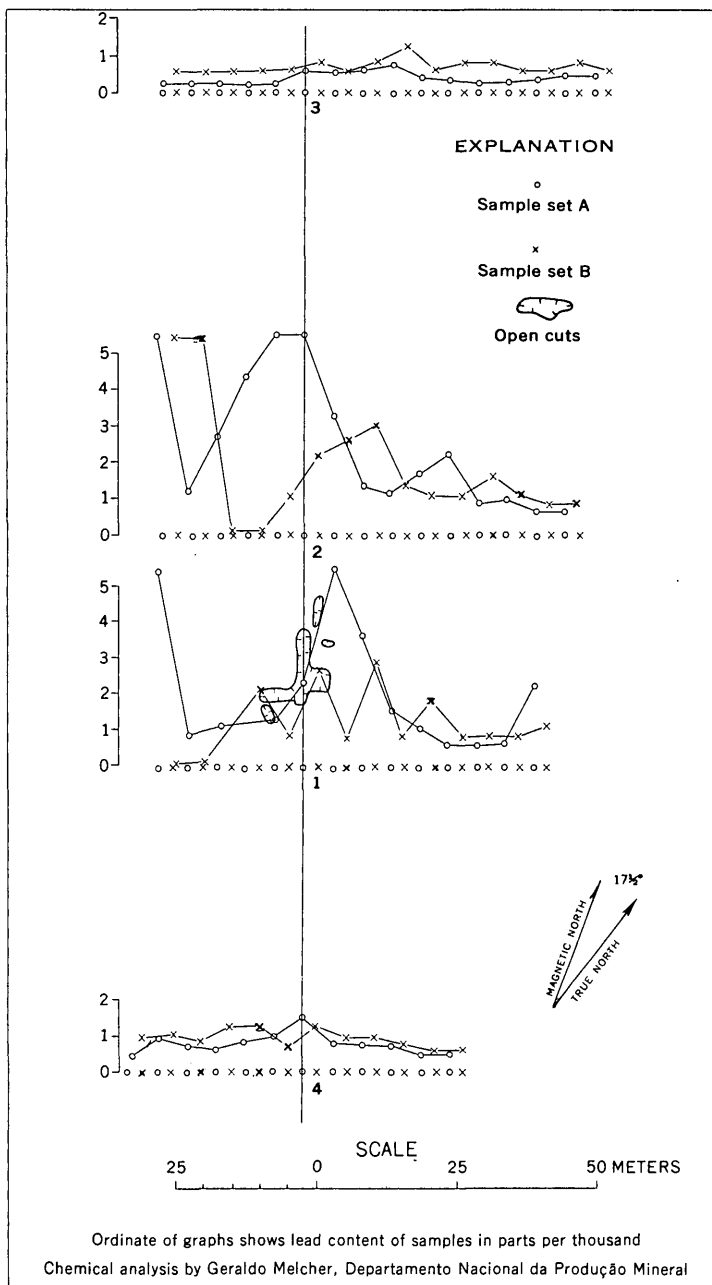 2
1
0
3
EXPLANATION
Sample set A
Sample set B
Open cuts
5
4
3
2
1
0
2
5
4
3
2
1
0
1
17½°
MAGNETIC NORTH
TRUE NORTH
2
1
0
4
SCALE
25 0 25 50 METERS
Ordinate of graphs shows lead content of samples in parts per thousand
Chemical analysis by Geraldo Melcher, Departamento Nacional da Produção Mineral